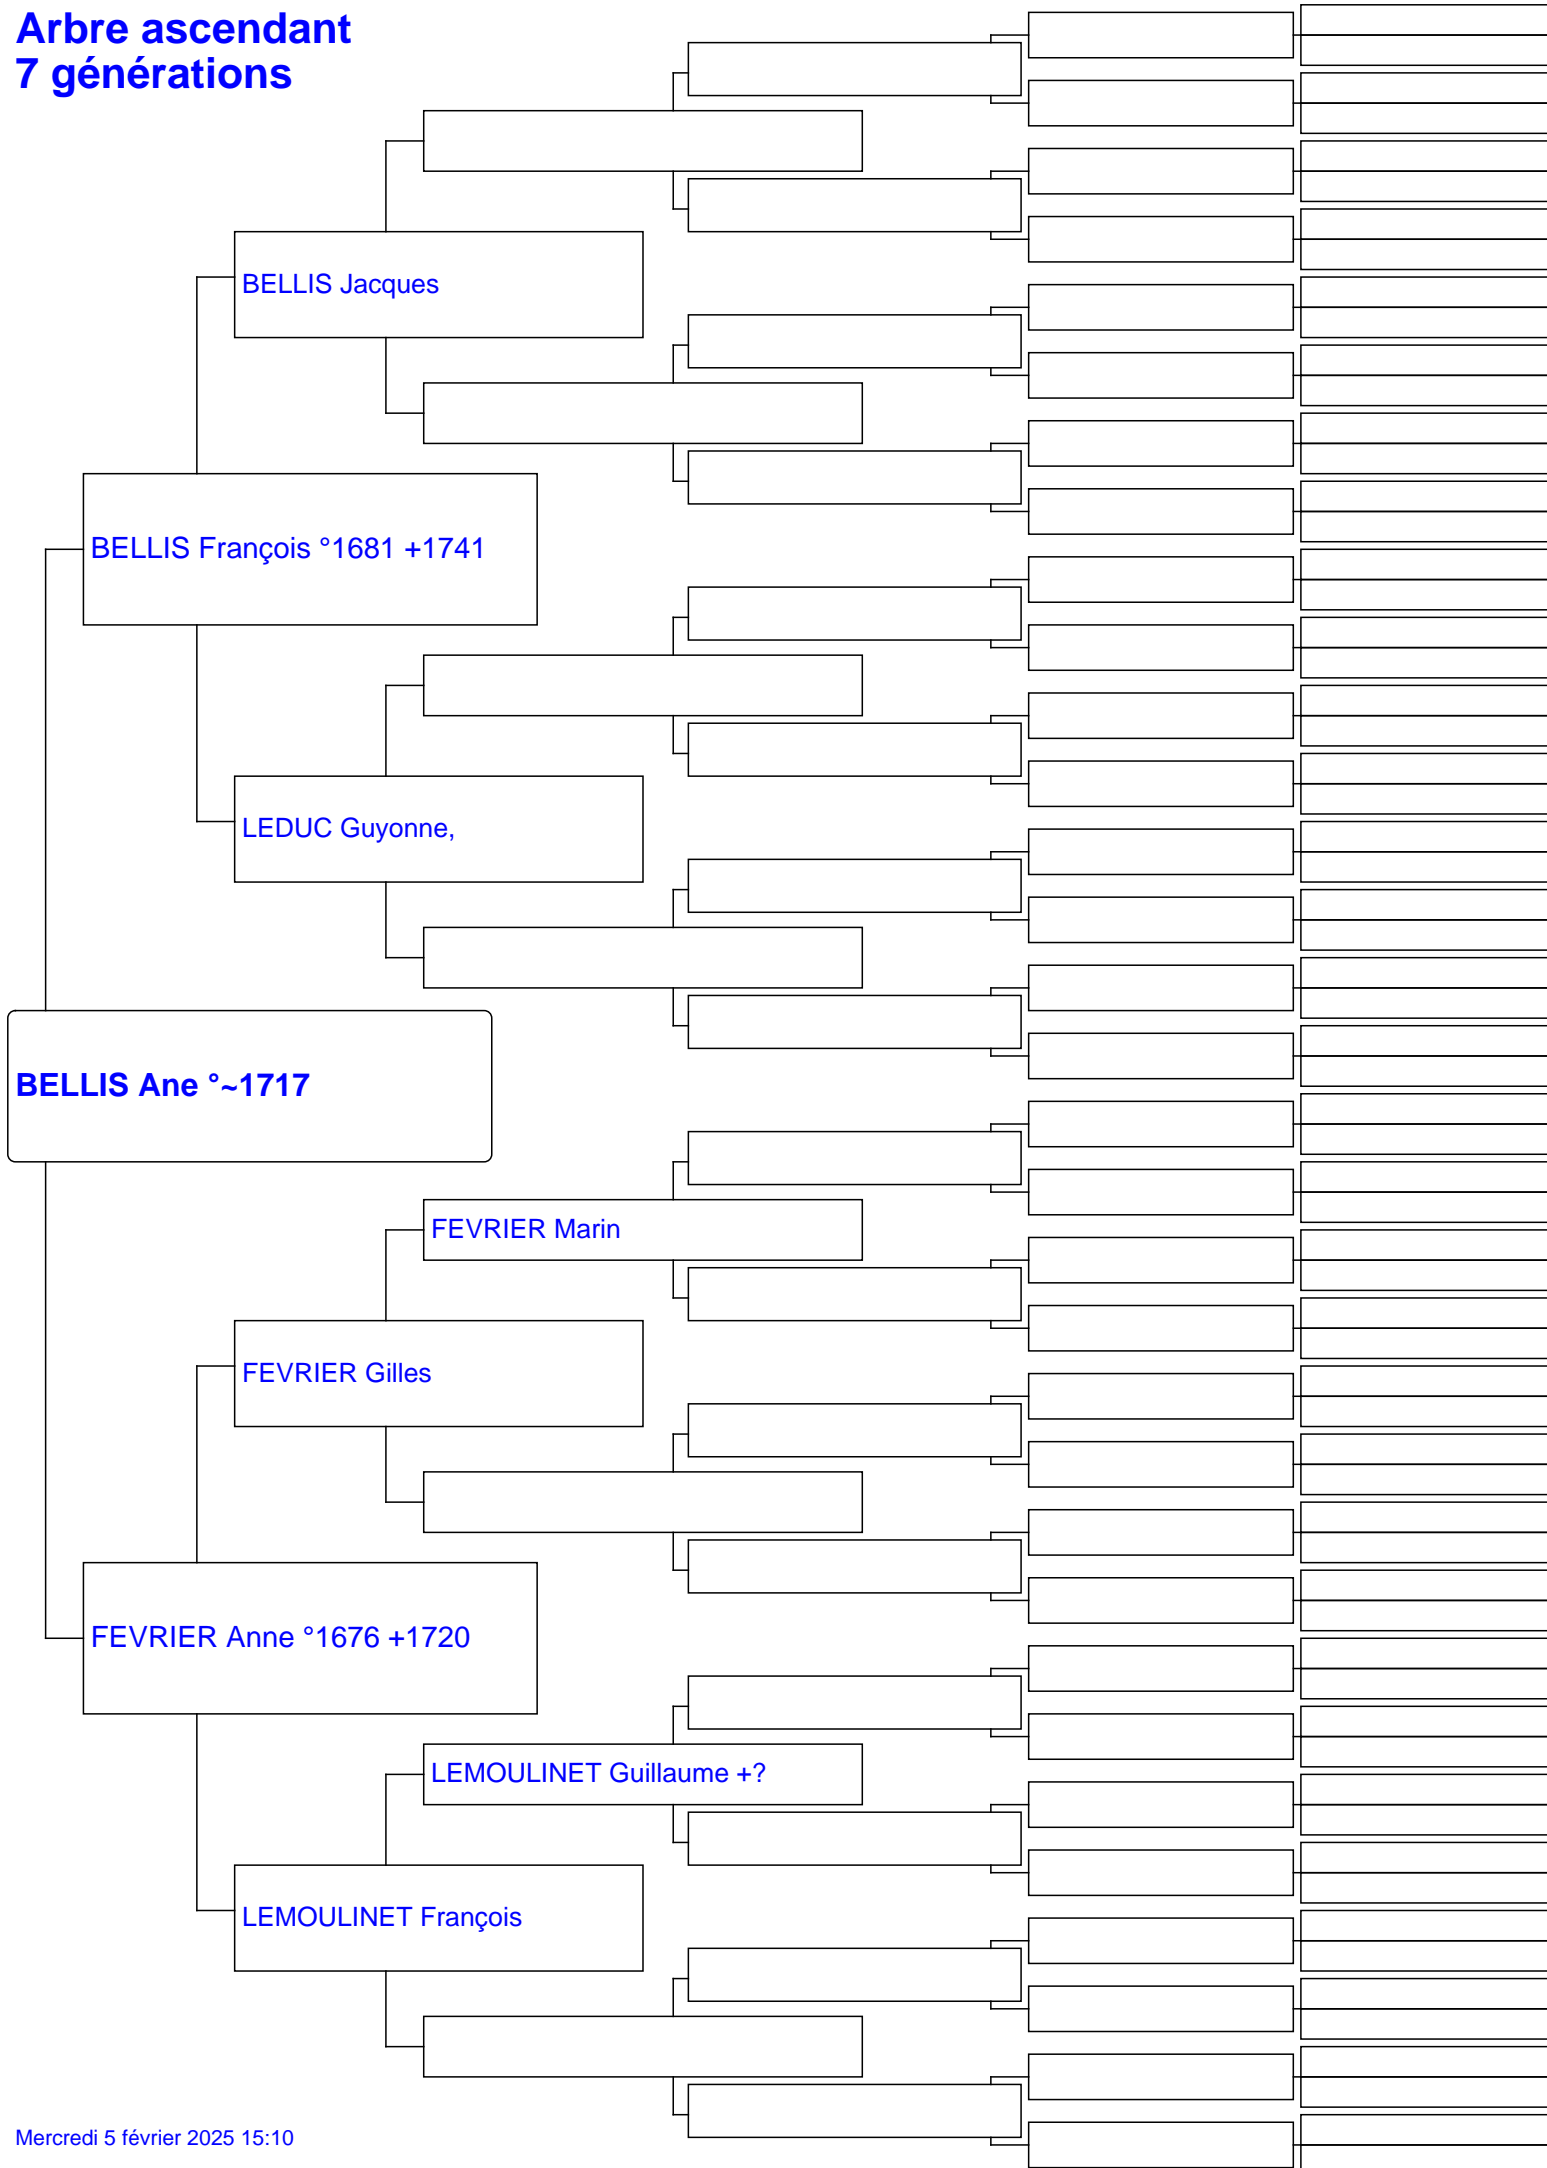 Arbre ascendant
7 générations
BELLIS Jacques
BELLIS François °1681 +1741
LEDUC Guyonne,
BELLIS Ane °~1717
FEVRIER Marin
FEVRIER Gilles
FEVRIER Anne °1676 +1720
LEMOULINET Guillaume +?
LEMOULINET François
Mercredi 5 février 2025 15:10